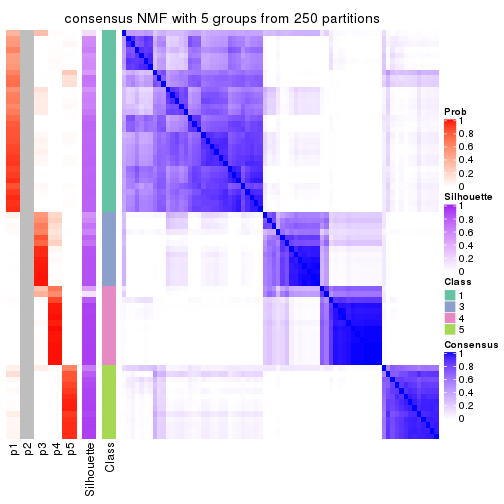 consensus NMF with 5 groups from 250 partitions
Prob
1
0.8
0.6
0.4
0.2
0
Silhouette
1
0.8
0.6
0.4
0.2
0
Class
1
3
4
5
Consensus
1
0.8
0.6
0.4
0.2
0
p1
p2
p3
p4
p5
Silhouette
Class